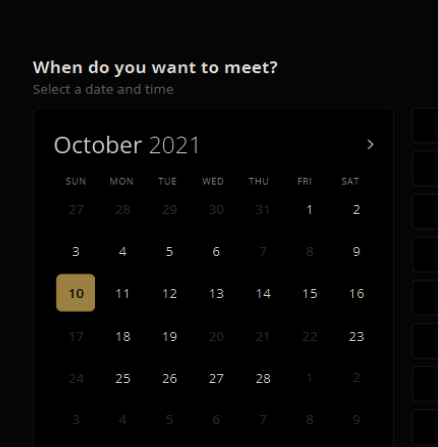 When do you want to meet?
Select a date and time
October 2021 >
SUN MON TUE WED THU FRI SAT
27 28 29 30 31 1 2
3 4 5 6 7 8 9
10 11 12 13 14 15 16
17 18 19 20 21 22 23
24 25 26 27 28 1 2
3 4 5 6 7 8 9